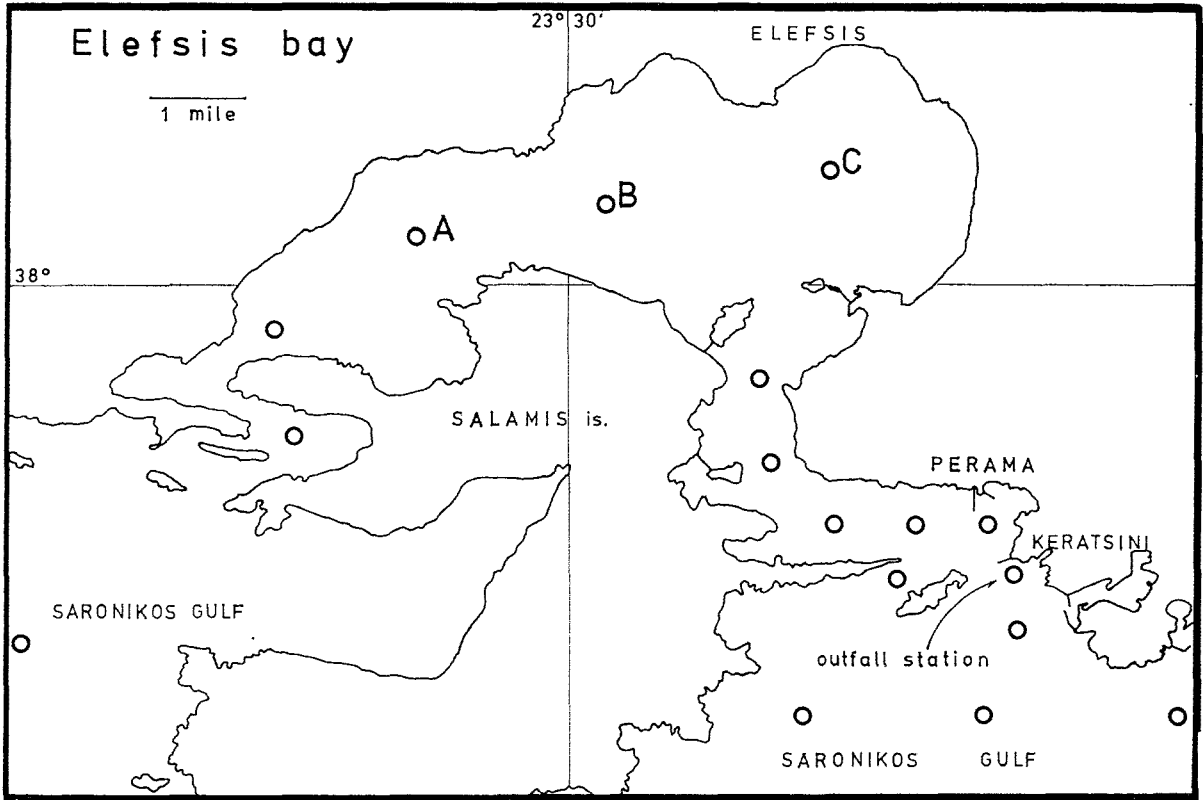 23° 30'
Elefsis bay
ELEFSIS
1 mile
C
B
A
38°
SALAMIS is.
PERAMA
KERATSINI
SARONIKOS GULF
outfall station
SARONIKOS GULF